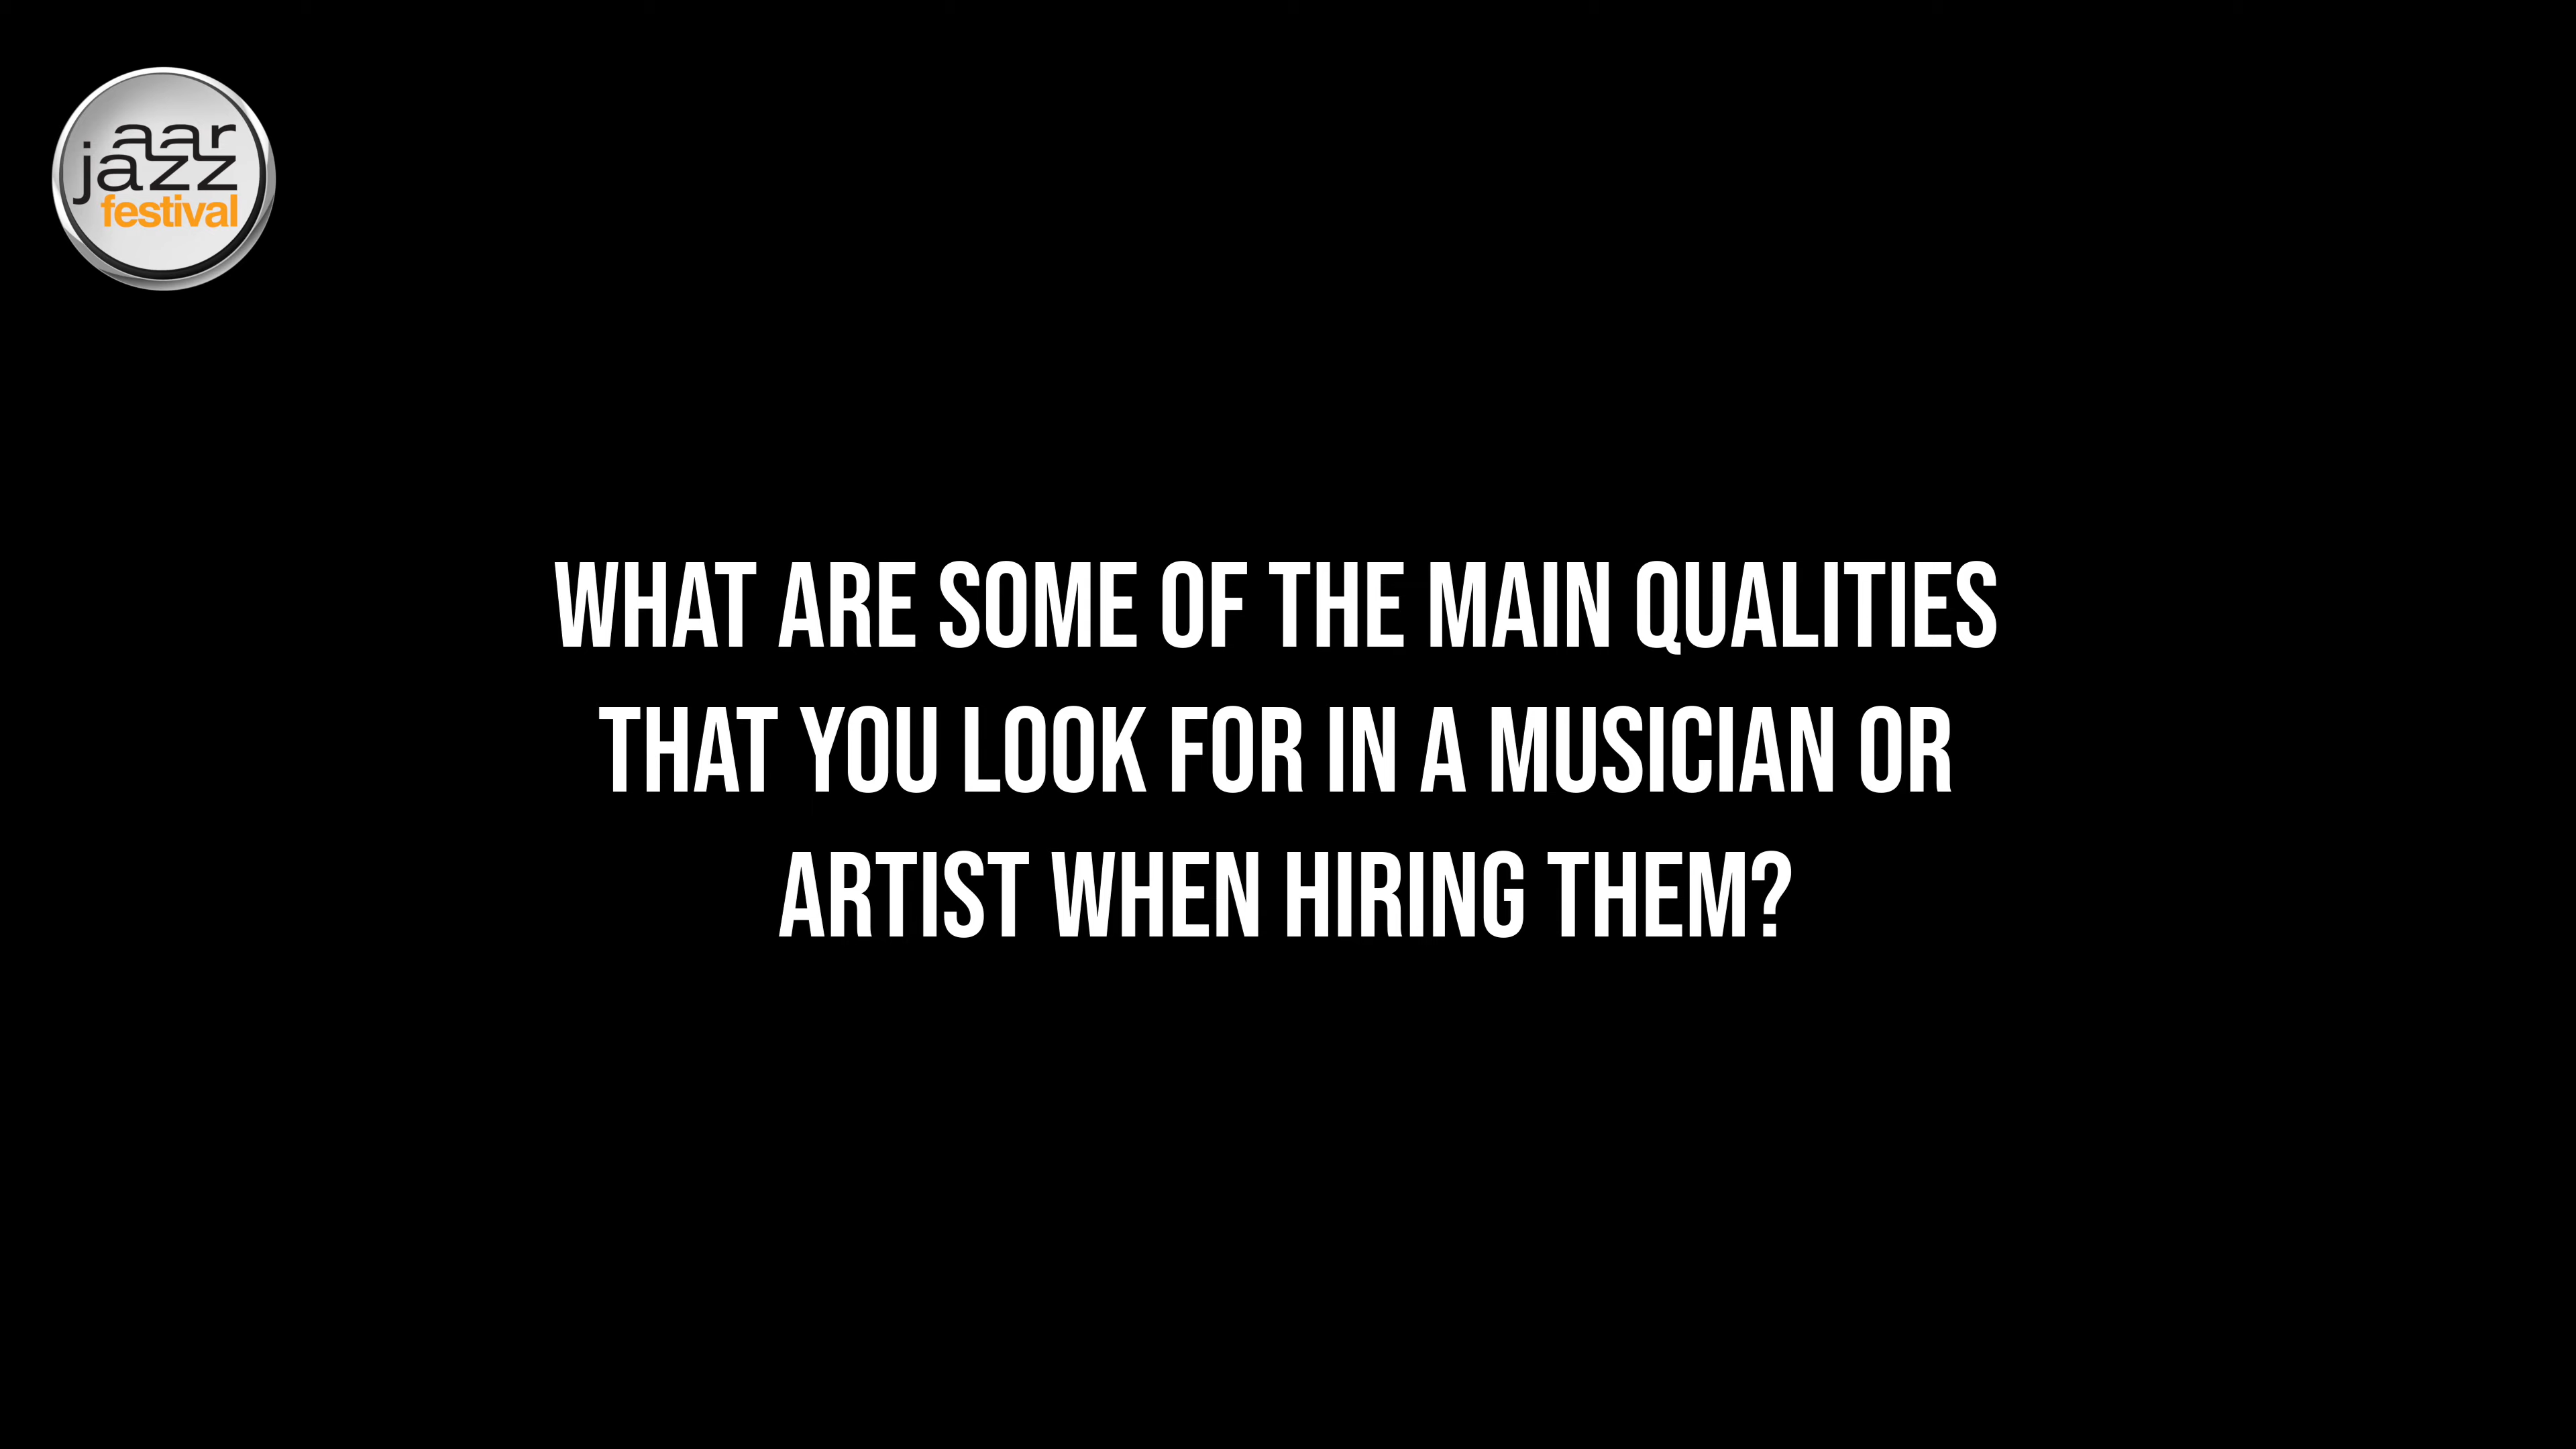 aar
jazz
festival
WHAT ARE SOME OF THE MAIN QUALITIES
THAT YOU LOOK FOR IN A MUSICIAN OR
ARTIST WHEN HIRING THEM?